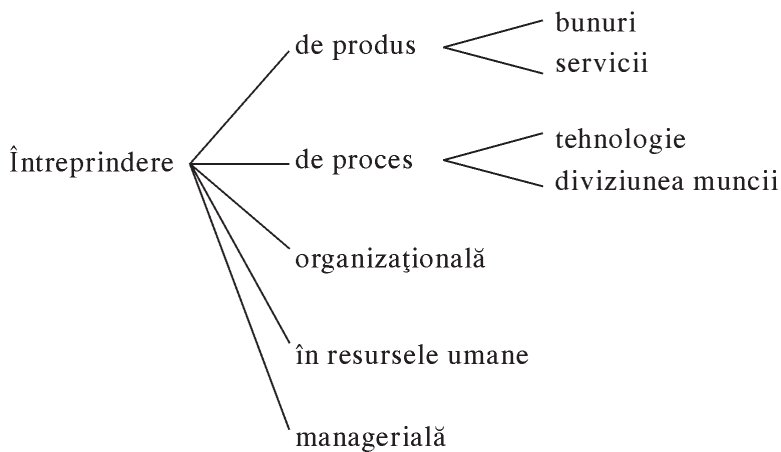 bunuri
de produs
servicii
tehnologie
Întreprindere
de proces
diviziunea muncii
organizaţională
în resursele umane
managerială